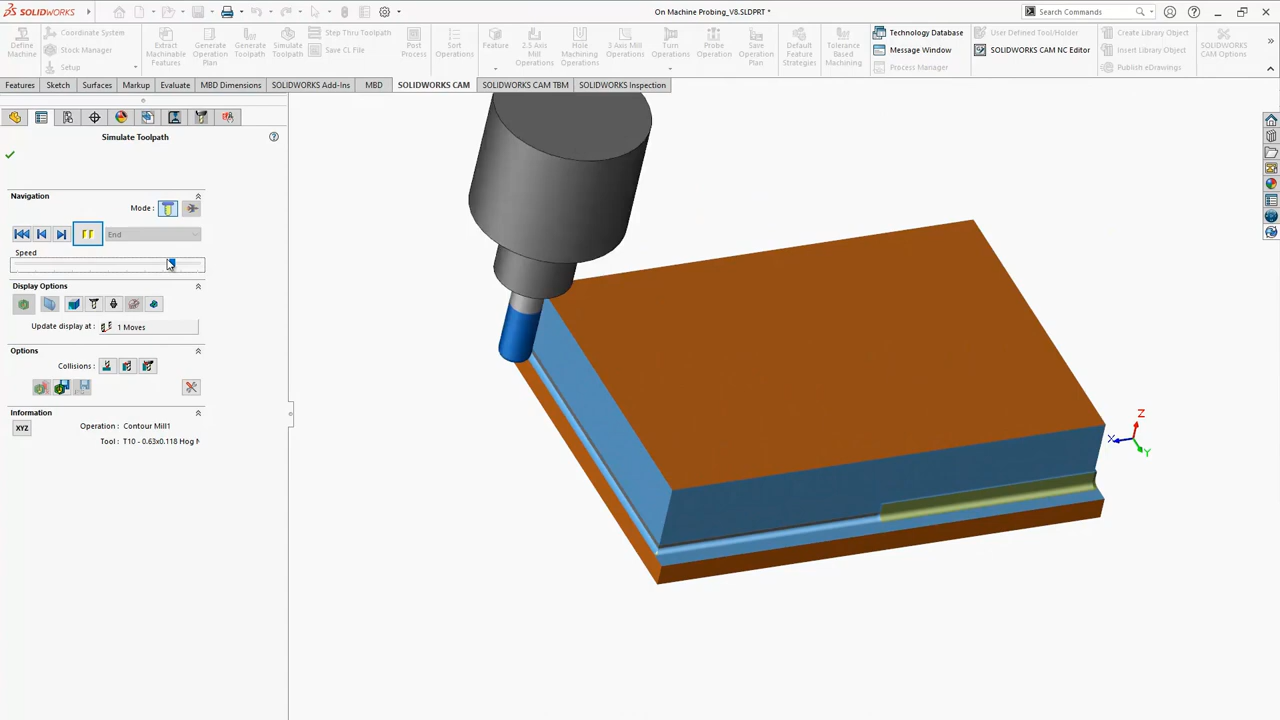 SOLIDWORKS
On Machine Probing_V8.SLDPRT *
Search Commands
Define Machine
Coordinate System
Stock Manager
Setup
Extract Machinable Features
Generate Operation Plan
Generate Toolpath
Simulate Toolpath
Step Thru Toolpath
Save CL File
Post Process
Sort Operations
Feature
2.5 Axis Mill Operations
Hole Machining Operations
3 Axis Mill Operations
Turn Operations
Probe Operations
Save Operation Plan
Default Feature Strategies
Tolerance Based Machining
Technology Database
Message Window
Process Manager
User Defined Tool/Holder
SOLIDWORKS CAM NC Editor
Create Library Object
Insert Library Object
Publish eDrawings
SOLIDWORKS CAM Options
Features
Sketch
Surfaces
Markup
Evaluate
MBD Dimensions
SOLIDWORKS Add-Ins
MBD
SOLIDWORKS CAM
SOLIDWORKS CAM TBM
SOLIDWORKS Inspection
Simulate Toolpath
Navigation
Mode :
End
Speed
Display Options
Update display at : 1 Moves
Options
Collisions :
Information
XYZ
Operation : Contour Mill1
Tool : T10 - 0.63x0.118 Hog N
Z
X
Y